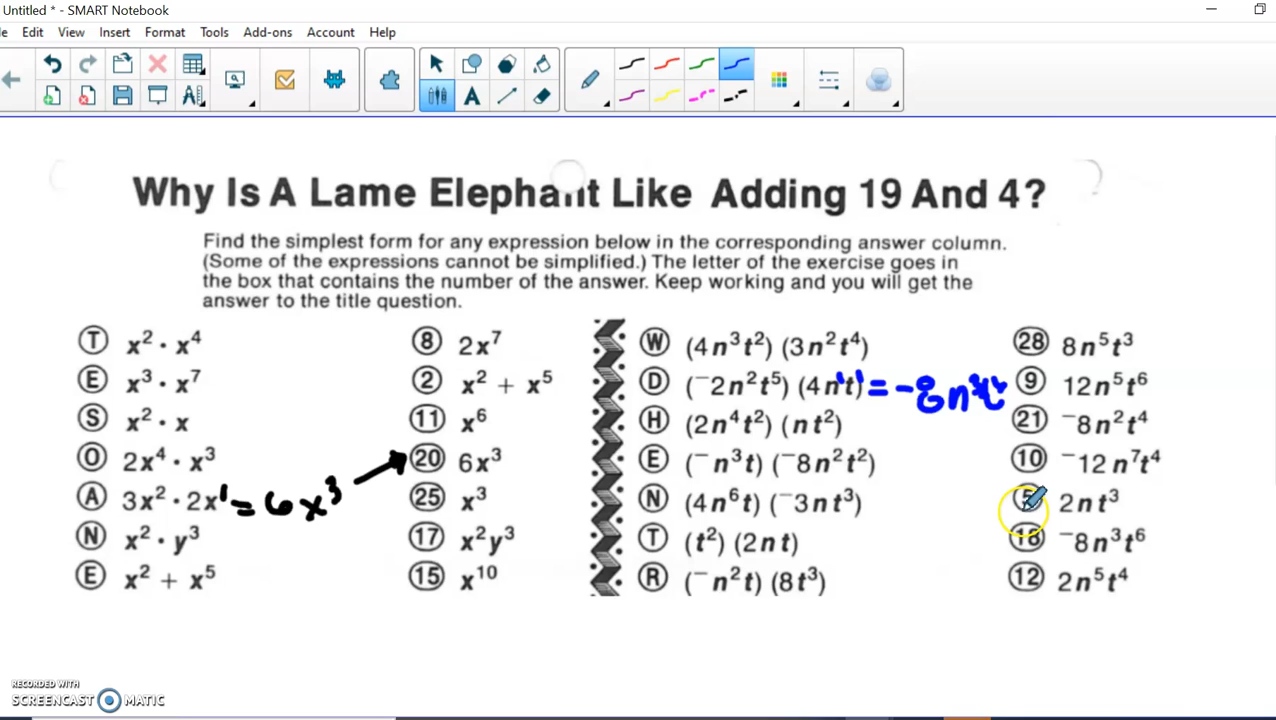 Untitled * - SMART Notebook
Edit View Insert Format Tools Add-ons Account Help
Why Is A Lame Elephant Like Adding 19 And 4?
Find the simplest form for any expression below in the corresponding answer column.
(Some of the expressions cannot be simplified.) The letter of the exercise goes in
the box that contains the number of the answer. Keep working and you will get the
answer to the title question.
T x² · x⁴
E x³ · x⁷
S x² · x
O 2x⁴ · x³
A 3x² · 2x¹ = 6x³
N x² · y³
E x² + x⁵
8 2x⁷
2 x² + x⁵
11 x⁶
20 6x³
25 x³
17 x²y³
15 x¹⁰
W (4n³t²) (3n²t⁴)
D (⁻2n²t⁵) (4n¹t¹) = -8n³t⁶
H (2n⁴t²) (nt²)
E (⁻n³t) (⁻8n²t²)
N (4n⁶t) (⁻3nt³)
T (t²) (2nt)
R (⁻n²t) (8t³)
28 8n⁵t³
9 12n⁵t⁶
21 ⁻8n²t⁴
10 ⁻12n⁷t⁴
5 2nt³
18 ⁻8n³t⁶
12 2n⁵t⁴
RECORDED WITH
SCREENCAST MATIC